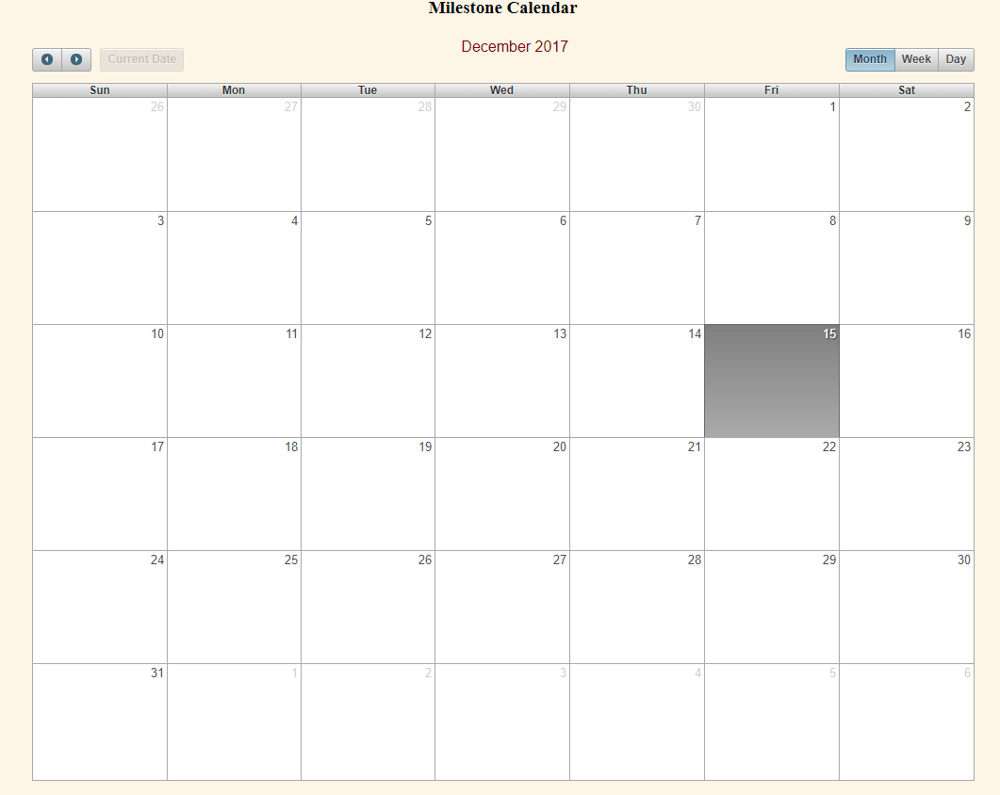 Milestone Calendar
December 2017
Current Date
Month Week Day
Sun Mon Tue Wed Thu Fri Sat
26 27 28 29 30 1 2
3 4 5 6 7 8 9
10 11 12 13 14 15 16
17 18 19 20 21 22 23
24 25 26 27 28 29 30
31 1 2 3 4 5 6